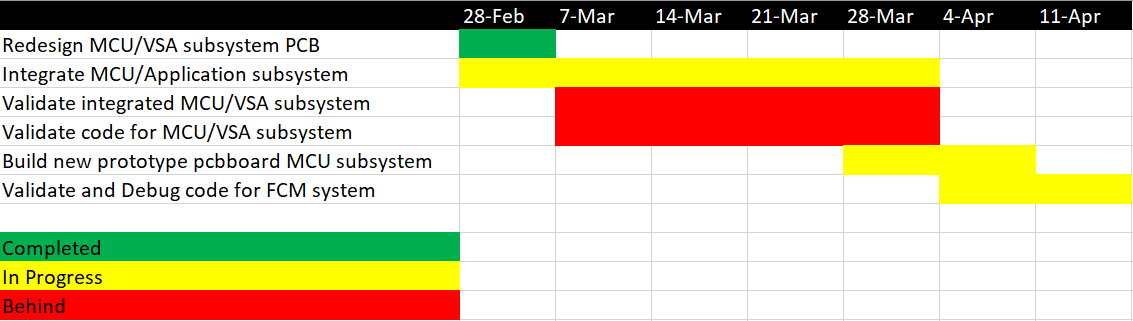 28-Feb 7-Mar 14-Mar 21-Mar 28-Mar 4-Apr 11-Apr
Redesign MCU/VSA subsystem PCB
Integrate MCU/Application subsystem
Validate integrated MCU/VSA subsystem
Validate code for MCU/VSA subsystem
Build new prototype pcbboard MCU subsystem
Validate and Debug code for FCM system
Completed
In Progress
Behind